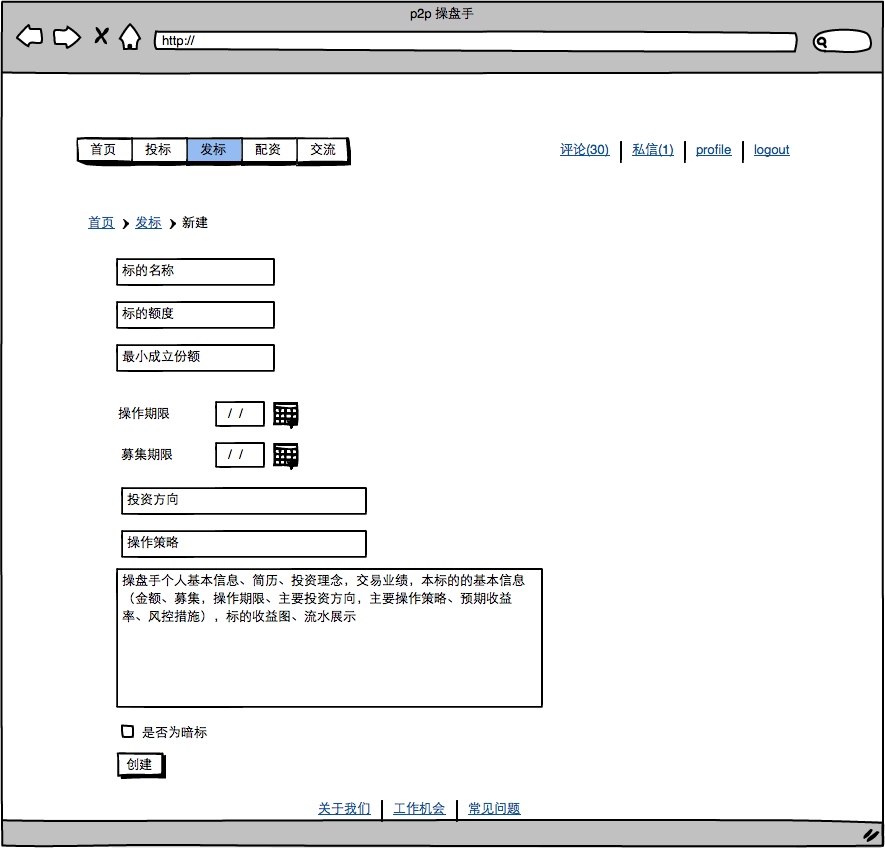 p2p 操盘手
http://
首页 投标 发标 配资 交流
评论(30) 私信(1) profile logout
首页 发标 新建
标的名称
标的额度
最小成立份额
操作期限 / /
募集期限 / /
投资方向
操作策略
操盘手个人基本信息、简历、投资理念，交易业绩，本标的的基本信息
（金额、募集，操作期限、主要投资方向，主要操作策略、预期收益
率、风控措施），标的收益图、流水展示
是否为暗标
创建
关于我们 工作机会 常见问题